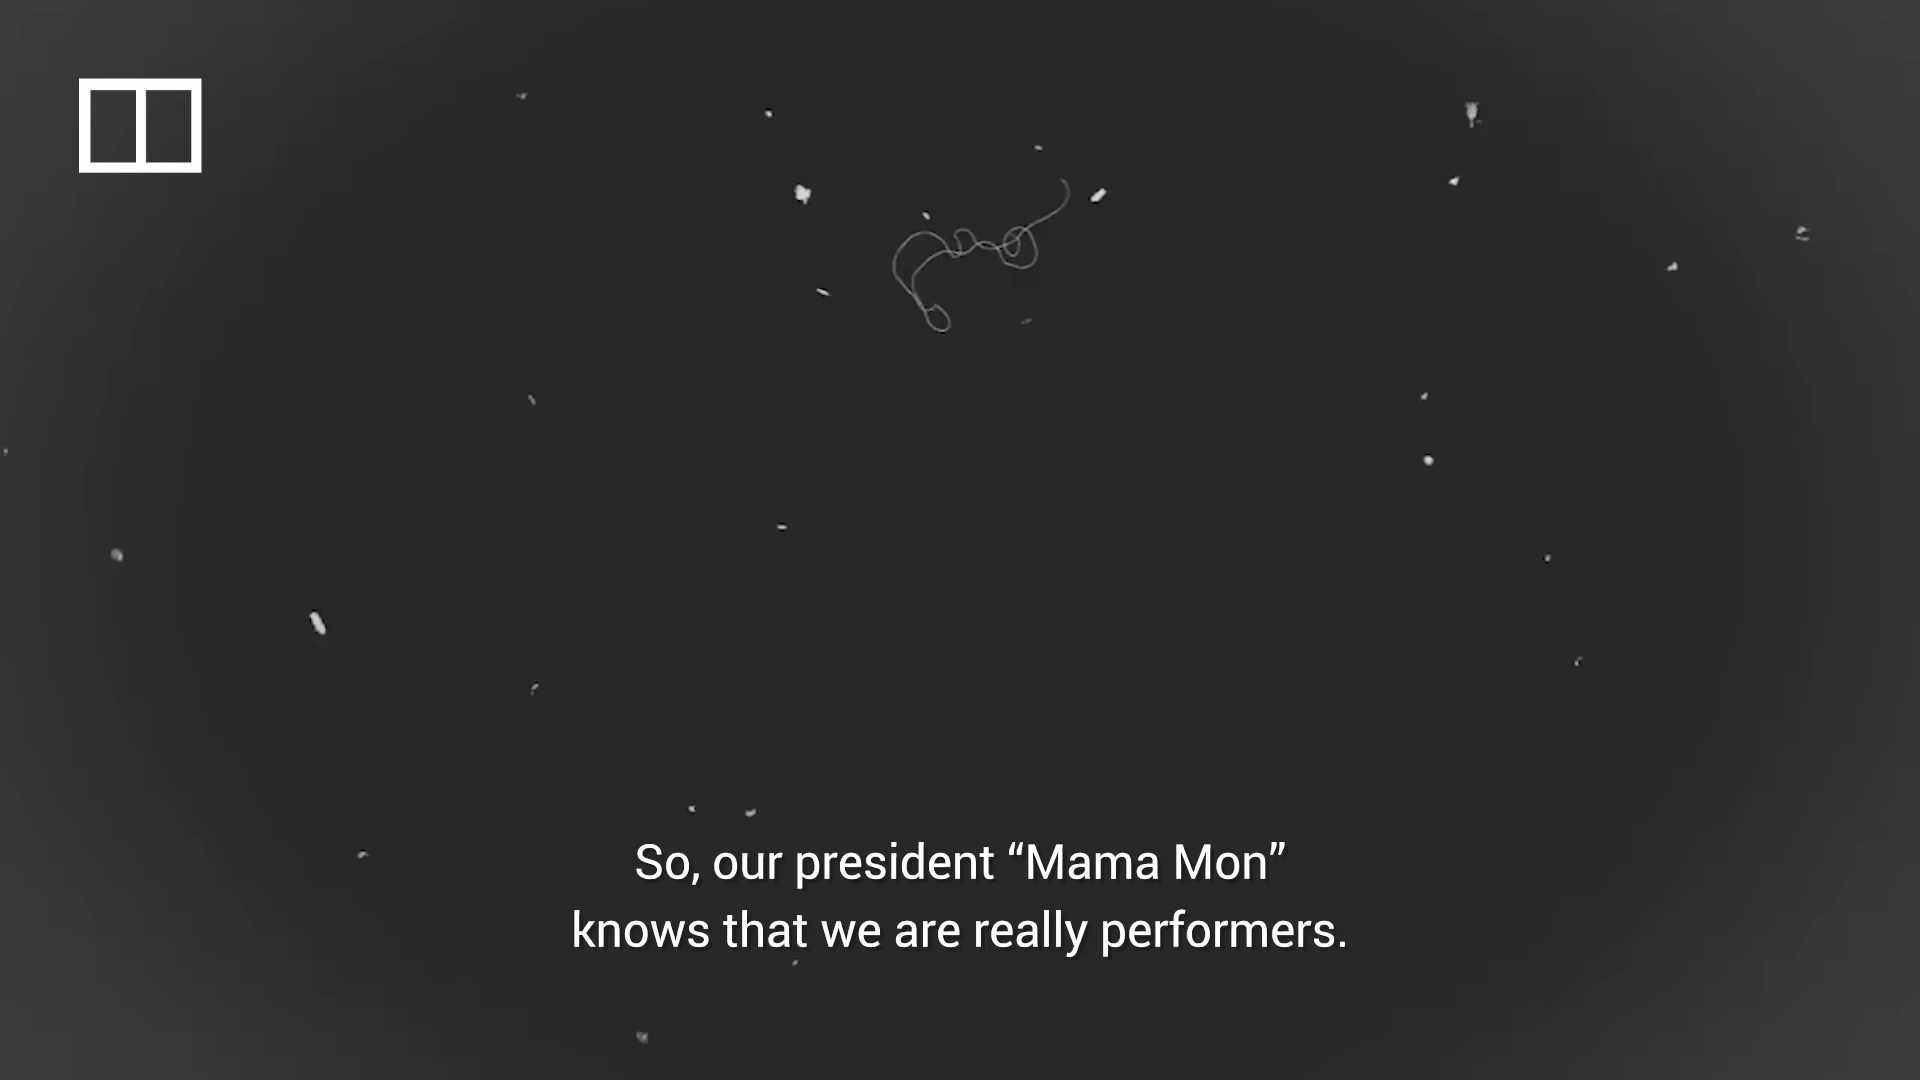 So, our president “Mama Mon”
knows that we are really performers.